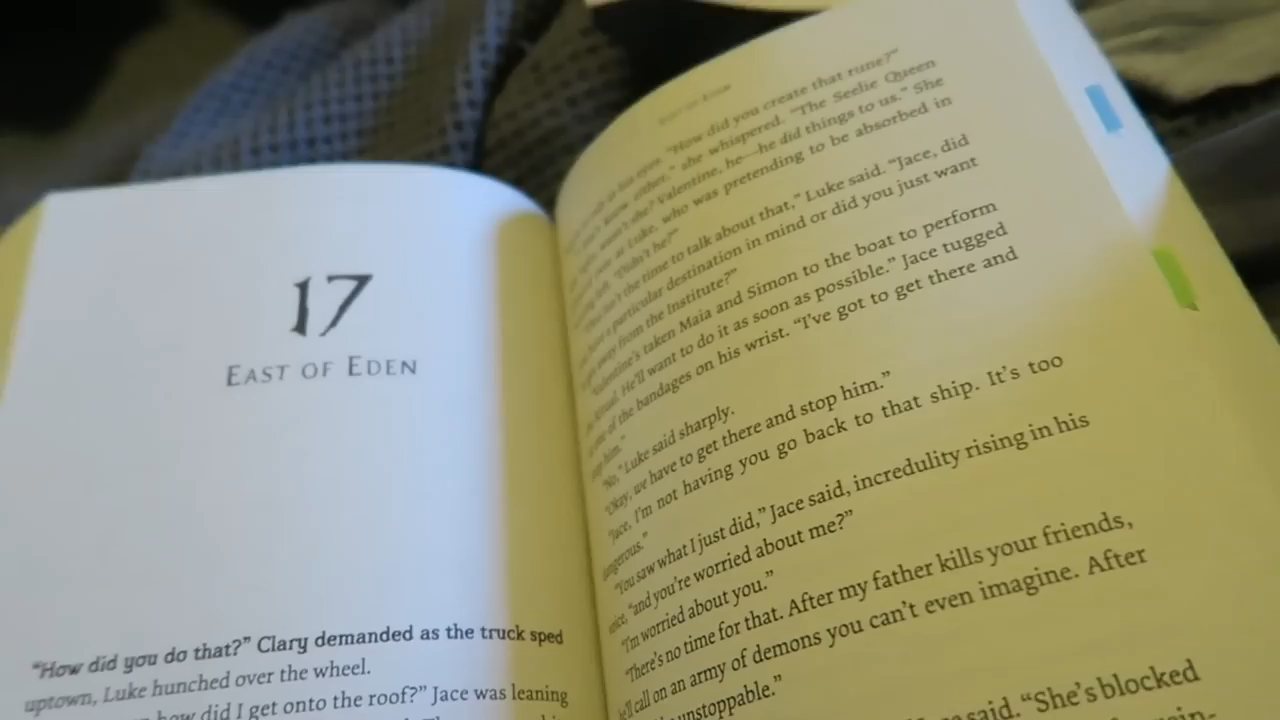 17
EAST OF EDEN
“How did you do that?” Clary demanded as the truck sped
uptown, Luke hunched over the wheel.
how did I get onto the roof?” Jace was leaning
“How did you create that rune?”
either,” she whispered. “The Seelie Queen
she? Valentine, he—he did things to us.” She
at Luke, who was pretending to be absorbed in
“Didn’t he?”
the time to talk about that,” Luke said. “Jace, did
a particular destination in mind or did you just want
away from the Institute?”
“Valentine’s taken Maia and Simon to the boat to perform
ritual. He’ll want to do it as soon as possible.” Jace tugged
of the bandages on his wrist. “I’ve got to get there and
him.”
“No,” Luke said sharply.
“Okay, we have to get there and stop him.”
“Jace, I’m not having you go back to that ship. It’s too
dangerous.”
“You saw what I just did,” Jace said, incredulity rising in his
voice, “and you’re worried about me?”
“I’m worried about you.”
“There’s no time for that. After my father kills your friends,
he’ll call on an army of demons you can’t even imagine. After
unstoppable.”
said. “She’s blocked